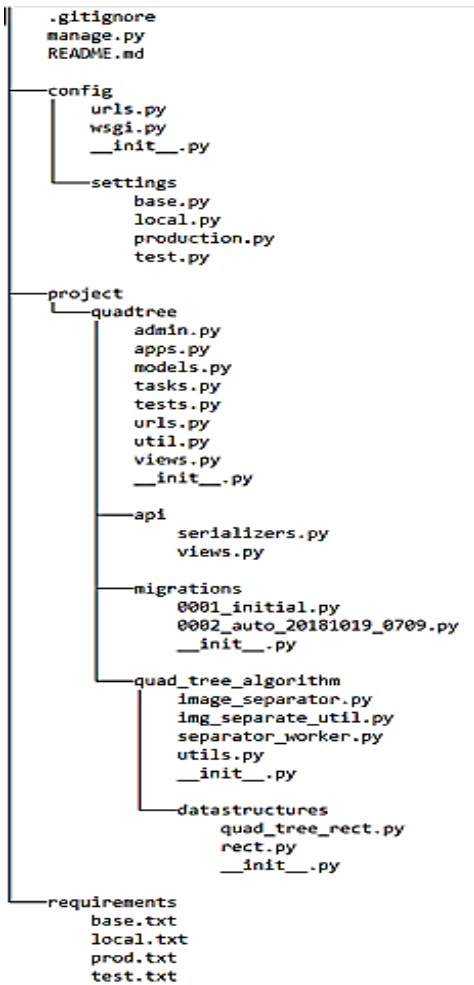 .gitignore
manage.py
README.md
config
urls.py
wsgi.py
__init__.py
settings
base.py
local.py
production.py
test.py
project
quadtree
admin.py
apps.py
models.py
tasks.py
tests.py
urls.py
util.py
views.py
__init__.py
api
serializers.py
views.py
migrations
0001_initial.py
0002_auto_20181019_0709.py
__init__.py
quad_tree_algorithm
image_separator.py
img_separate_util.py
separator_worker.py
utils.py
__init__.py
datastructures
quad_tree_rect.py
rect.py
__init__.py
requirements
base.txt
local.txt
prod.txt
test.txt